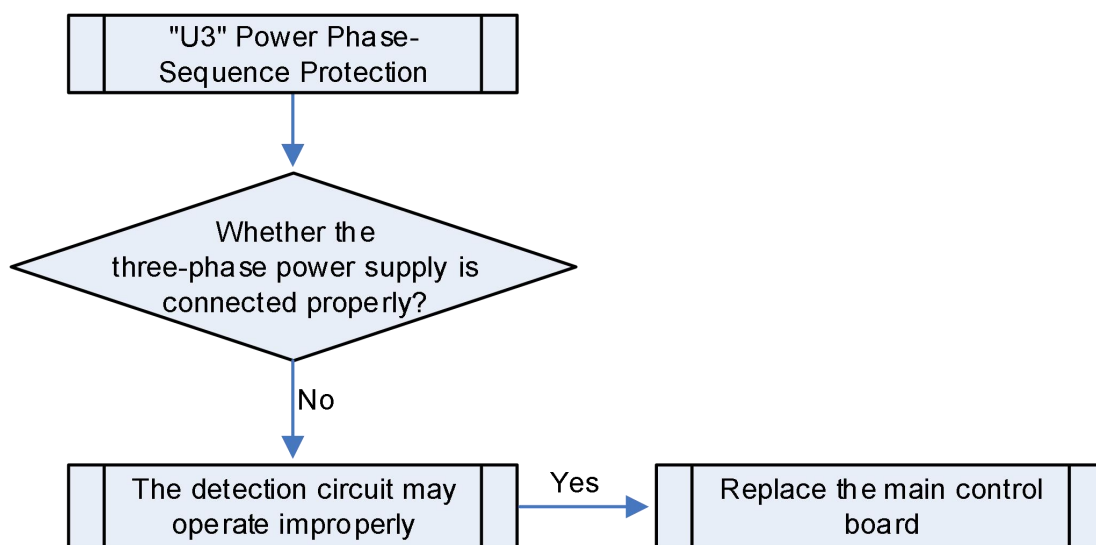 "U3" Power Phase-
Sequence Protection
Whether the
three-phase power supply is
connected properly?
No
The detection circuit may
operate improperly
Yes
Replace the main control
board